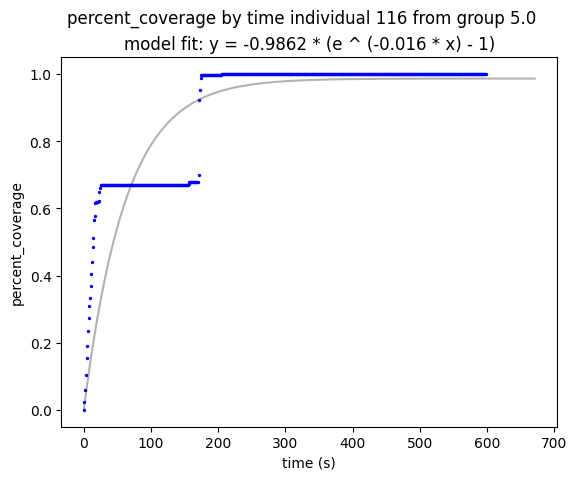 percent_coverage by time individual 116 from group 5.0
model fit: y = -0.9862 * (e ^ (-0.016 * x) - 1)
1.0
0.8
0.6
0.4
0.2
0.0
percent_coverage
0 100 200 300 400 500 600 700
time (s)